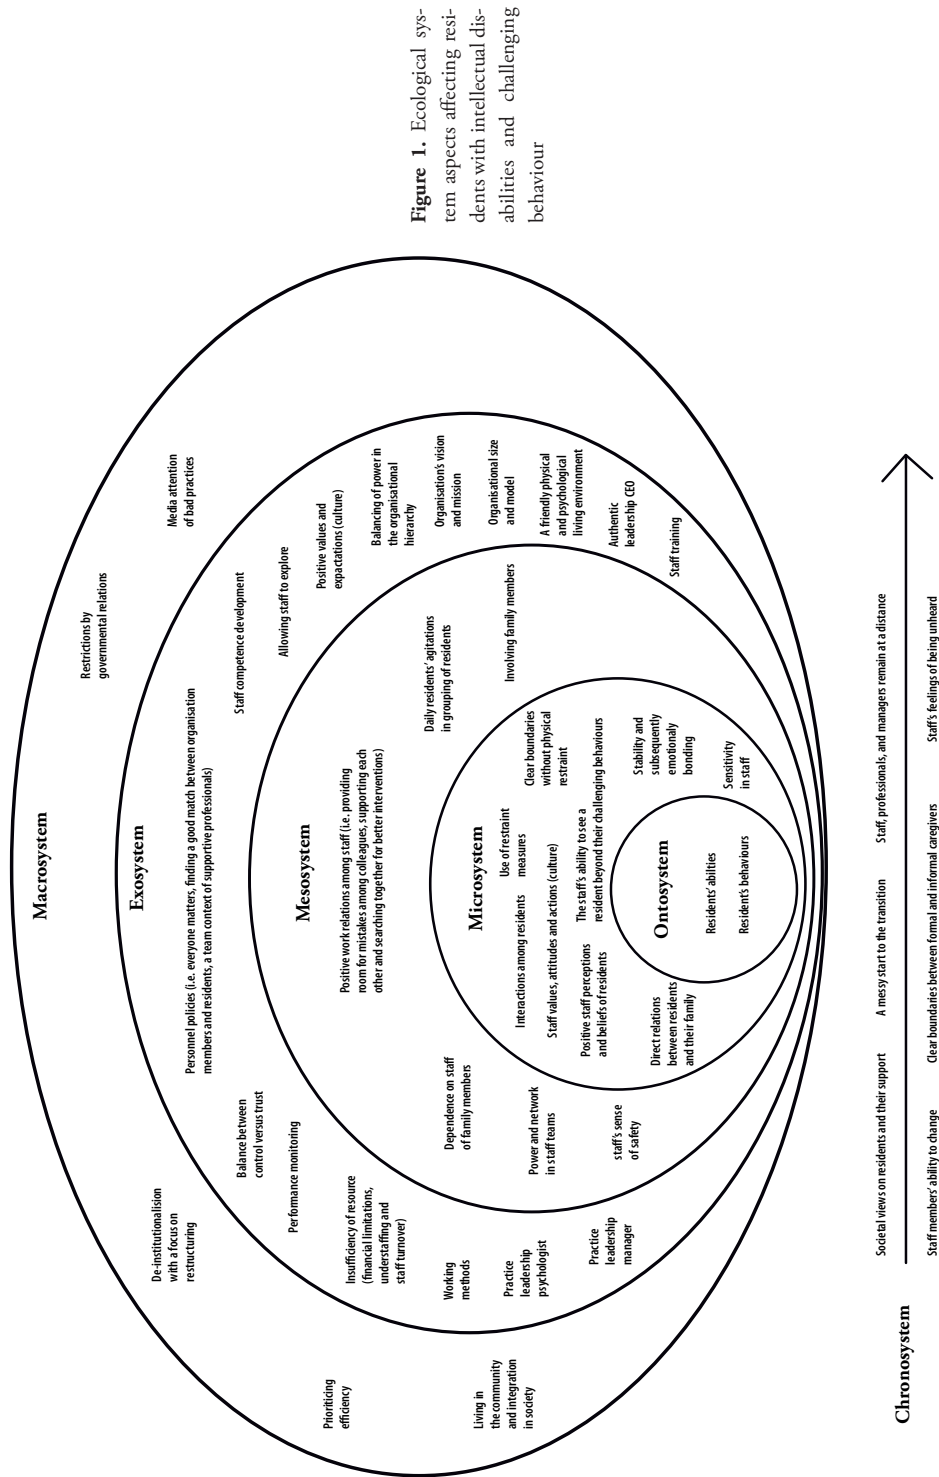 Macrosystem
Restrictions by
governmental relations
Media attention
of bad practices
De-institutionalision
with a focus on
restructuring
Prioriticing
efficiency
Living in
the community
and integration
in society
Exosystem
Personnel policies (i.e. everyone matters, finding a good match between organisation
members and residents, a team context of supportive professionals)
Staff competence development
Allowing staff to explore
Positive values and
expactations (culture)
Balancing of power in
the organisational
hierarchy
Organisation's vision
and mission
Organisational size
and model
A friendly physical
and psychological
living environment
Authentic
leadership CEO
Staff training
Balance between
control versus trust
Performance monitoring
Insufficiency of resource
(financial limitations,
understaffing and
staff turnover)
Working
methods
Practice
leadership
psychologist
Practice
leadership
manager
Mesosystem
Positive work relations among staff (i.e. providing
room for mistakes among colleagues, supporting each
other and searching together for better interventions)
Daily residents' agitations
in grouping of residents
Involving family members
Dependence on staff
of family members
Power and network
in staff teams
staff's sense
of safety
Microsystem
Use of restraint
measures
Clear boundaries
without physical
restraint
Interactions among residents
Staff values, attitudes and actions (culture)
The staff's ability to see a
resident beyond their challenging behaviours
Positive staff perceptions
and beliefs of residents
Stability and
subsequently
emotionaly
bonding
Sensitivity
in staff
Direct relations
between residents
and their family
Ontosystem
Residents' abilties
Resident's behaviours
Chronosystem
Societal views on residents and their support
A messy start to the transition
Staff, professionals, and managers remain at a distance
Staff members' ability to change
Clear boundaries between formal and informal caregivers
Staff's feelings of being unheard
Figure 1. Ecological sys-
tem aspects affecting resi-
dents with intellectual dis-
abilities and challenging
behaviour